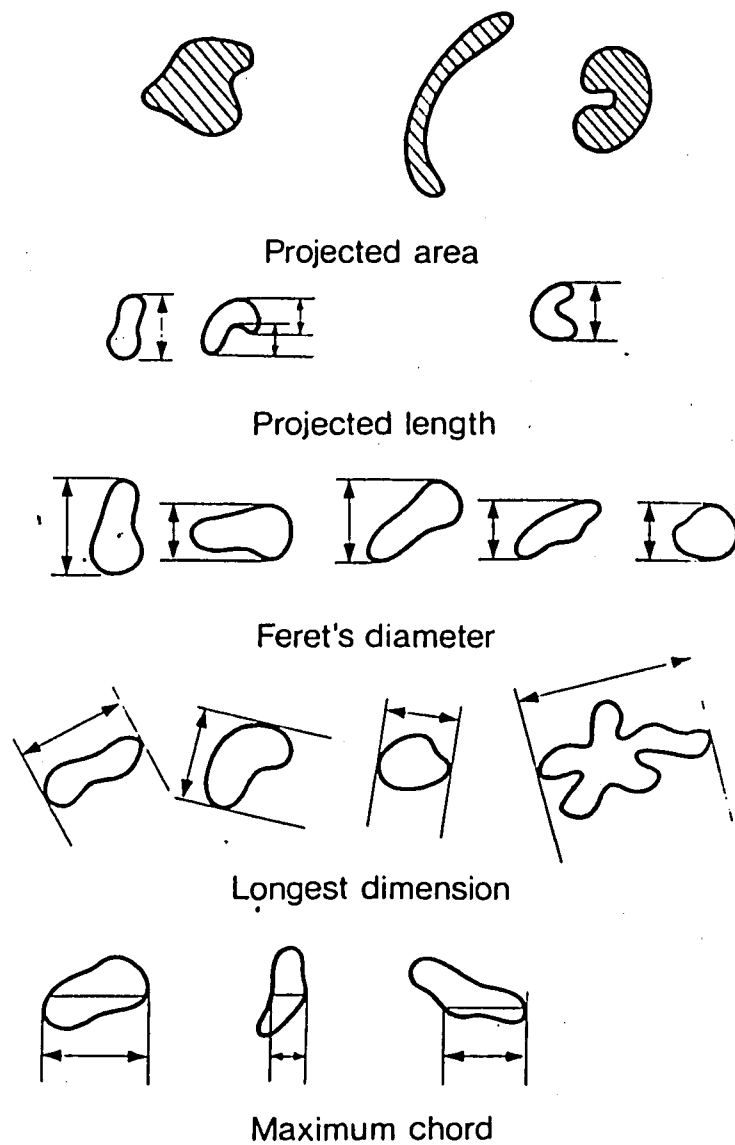 Projected area
Projected length
Feret's diameter
Longest dimension
Maximum chord